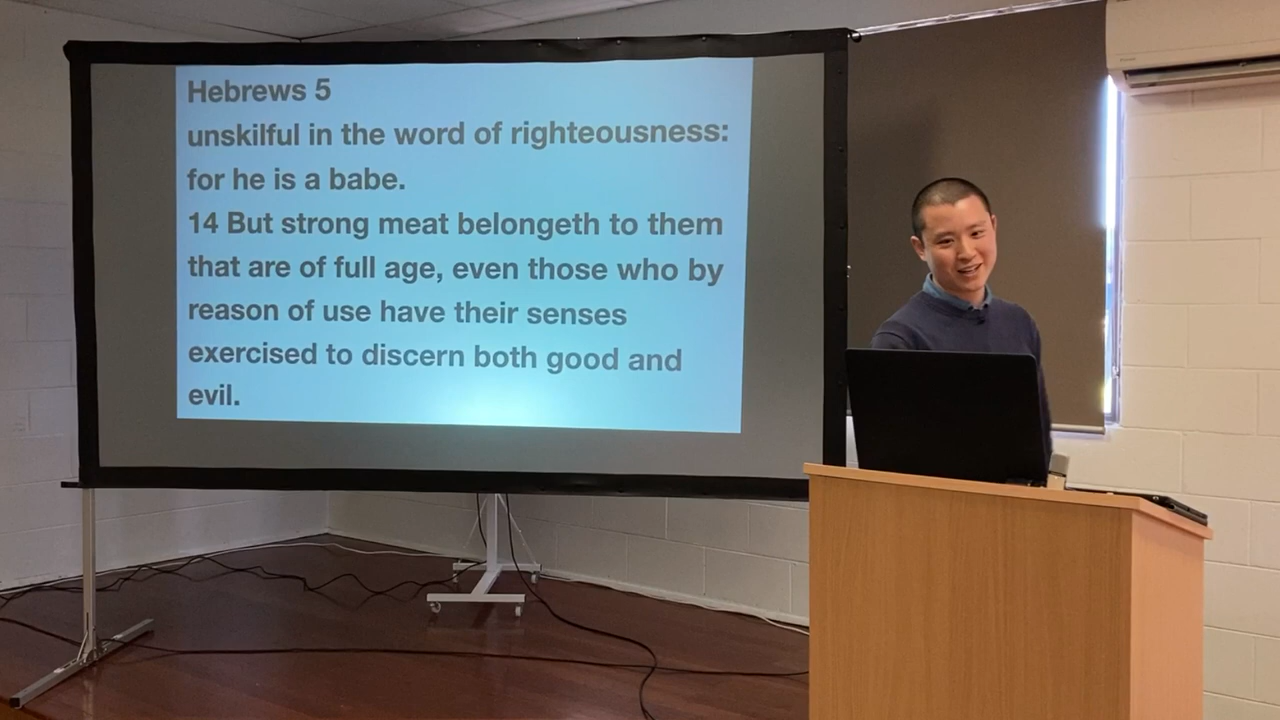 Hebrews 5
unskilful in the word of righteousness:
for he is a babe.
14 But strong meat belongeth to them
that are of full age, even those who by
reason of use have their senses
exercised to discern both good and
evil.